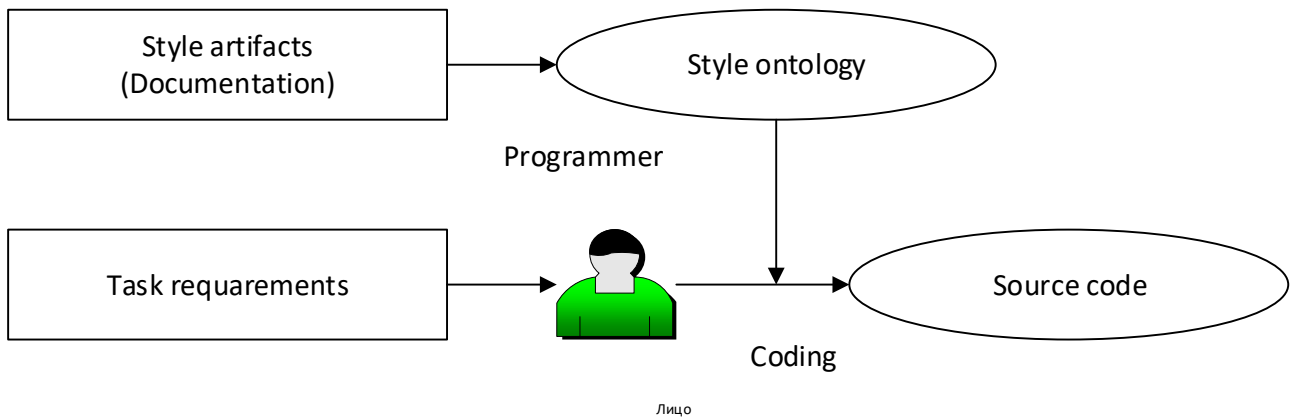 Style artifacts
(Documentation)
Style ontology
Programmer
Task requarements
Source code
Coding
Лицо